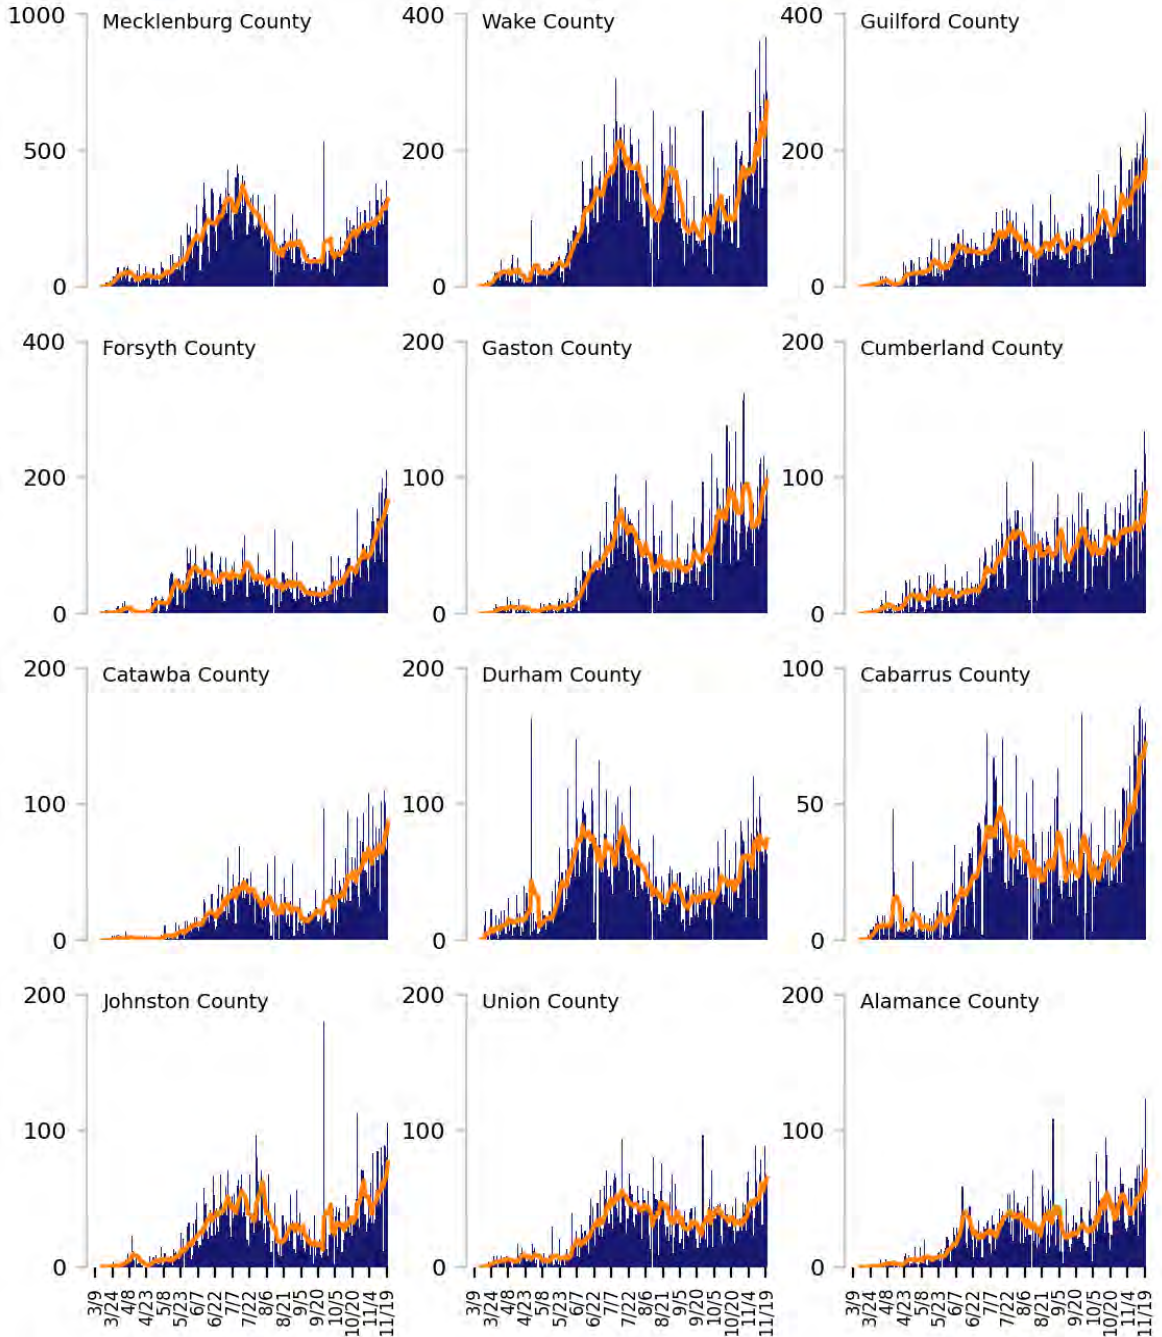 1000 Mecklenburg County 400 Wake County 400 Guilford County
500 200 200
0 0 0
400 Forsyth County 200 Gaston County 200 Cumberland County
200 100 100
0 0 0
200 Catawba County 200 Durham County 100 Cabarrus County
100 100 50
0 0 0
200 Johnston County 200 Union County 200 Alamance County
100 100 100
0 0 0
3/9 3/24 4/8 4/23 5/8 5/23 6/7 6/22 7/7 7/22 8/6 8/21 9/5 9/20 10/5 10/20 11/4 11/19 3/9 3/24 4/8 4/23 5/8 5/23 6/7 6/22 7/7 7/22 8/6 8/21 9/5 9/20 10/5 10/20 11/4 11/19 3/9 3/24 4/8 4/23 5/8 5/23 6/7 6/22 7/7 7/22 8/6 8/21 9/5 9/20 10/5 10/20 11/4 11/19